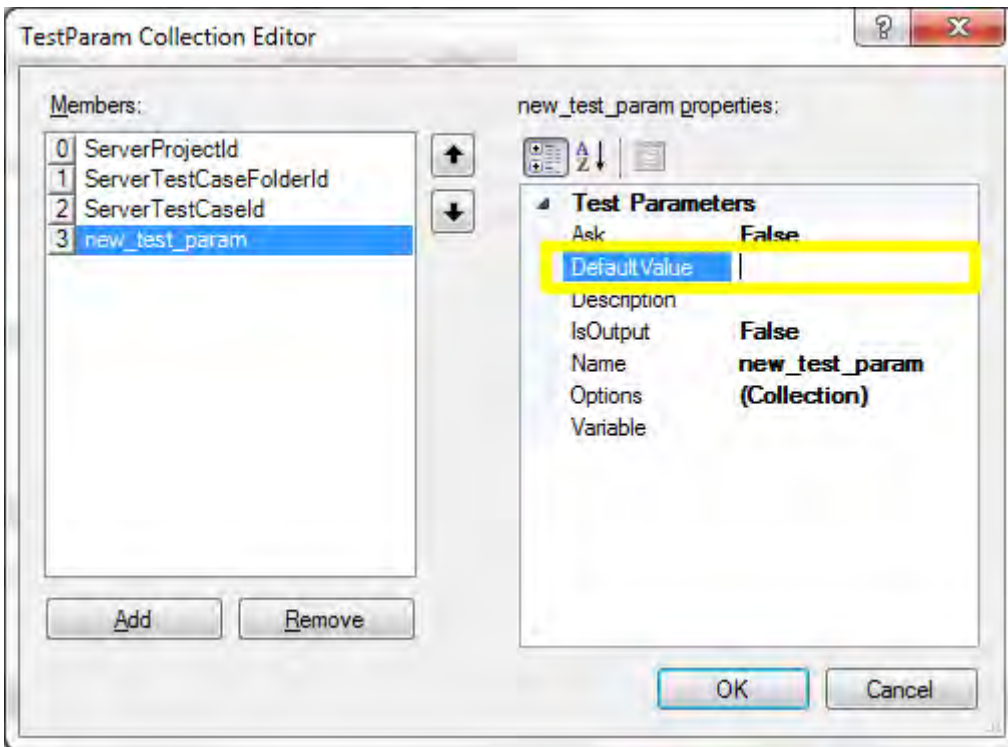 TestParam Collection Editor
Members:
0 ServerProjectId
1 ServerTestCaseFolderId
2 ServerTestCaseId
3 new_test_param
Add
Remove
new_test_param properties:
Test Parameters
Ask False
DefaultValue
Description
IsOutput False
Name new_test_param
Options (Collection)
Variable
OK
Cancel